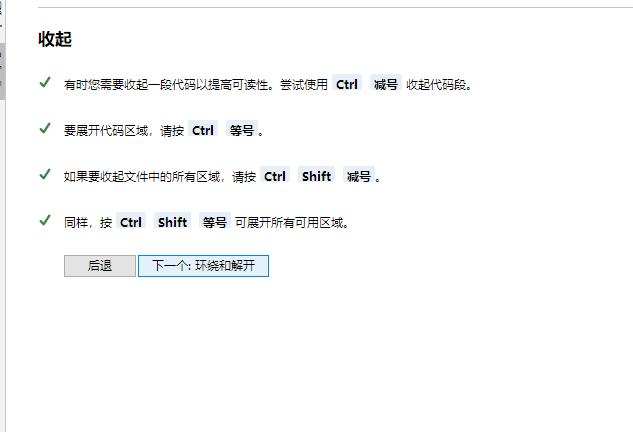 收起
有时您需要收起一段代码以提高可读性。尝试使用 Ctrl 减号 收起代码段。
要展开代码区域，请按 Ctrl 等号 。
如果要收起文件中的所有区域，请按 Ctrl Shift 减号 。
同样，按 Ctrl Shift 等号 可展开所有可用区域。
后退 下一个: 环绕和解开